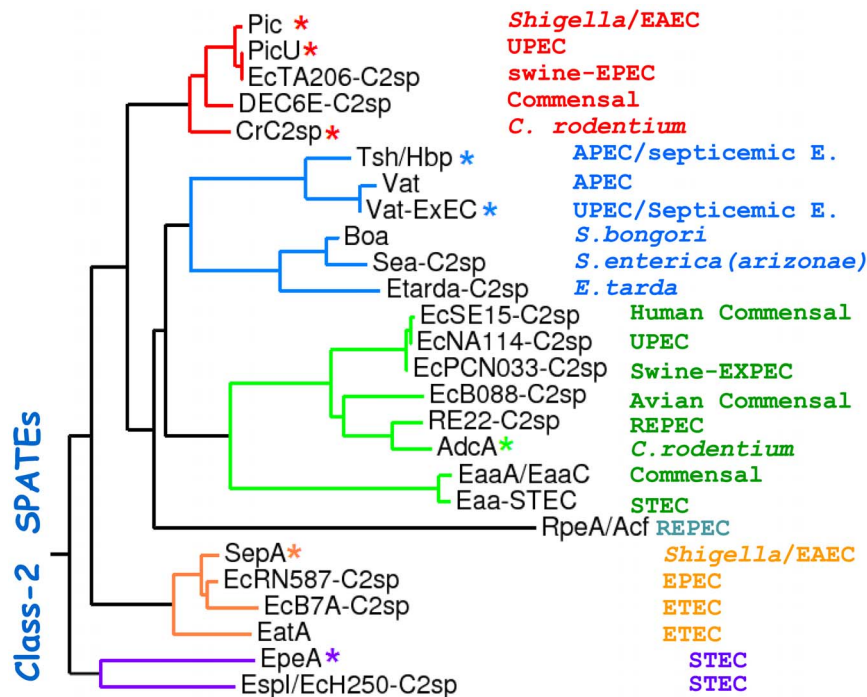 Pic * Shigella/EAEC
PicU * UPEC
EcTA206-C2sp swine-EPEC
DEC6E-C2sp Commensal
CrC2sp * C. rodentium
Tsh/Hbp * APEC/septicemic E.
Vat APEC
Vat-ExEC * UPEC/Septicemic E.
Boa S.bongori
Sea-C2sp S.enterica(arizonae)
Etarda-C2sp E.tarda
EcSE15-C2sp Human Commensal
EcNA114-C2sp UPEC
EcPCN033-C2sp Swine-EXPEC
EcB088-C2sp Avian Commensal
RE22-C2sp REPEC
AdcA * C.rodentium
EaaA/EaaC Commensal
Eaa-STEC STEC
RpeA/Acf REPEC
SepA * Shigella/EAEC
EcRN587-C2sp EPEC
EcB7A-C2sp ETEC
EatA ETEC
EpeA * STEC
EspI/EcH250-C2sp STEC
Class-2 SPATEs